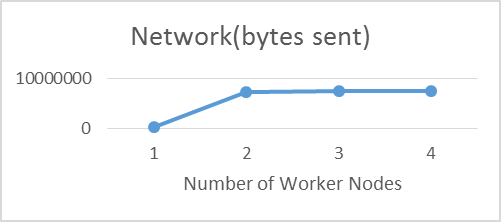 Network(bytes sent)
10000000
0
1 2 3 4
Number of Worker Nodes